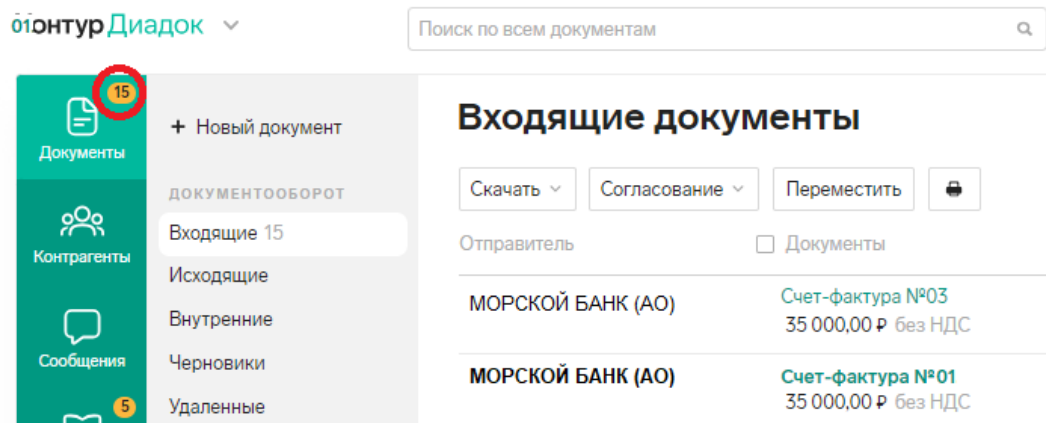 01.онтур Диадок
Поиск по всем документам
15
Документы
Контрагенты
Сообщения
5
+ Новый документ
ДОКУМЕНТООБОРОТ
Входящие 15
Исходящие
Внутренние
Черновики
Удаленные
Входящие документы
Скачать Согласование Переместить
Отправитель Документы
МОРСКОЙ БАНК (АО) Счет-фактура №03
35 000,00 ₽ без НДС
МОРСКОЙ БАНК (АО) Счет-фактура №01
35 000,00 ₽ без НДС